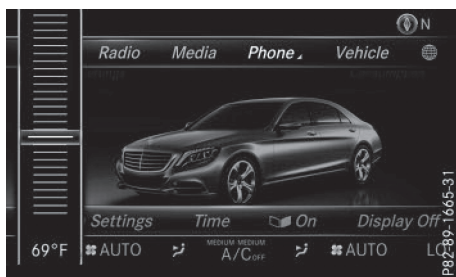 N
Radio Media Phone Vehicle
Settings Time On Display Off
MEDIUM MEDIUM
69°F AUTO A/C OFF AUTO LO
P82-89-1665-31